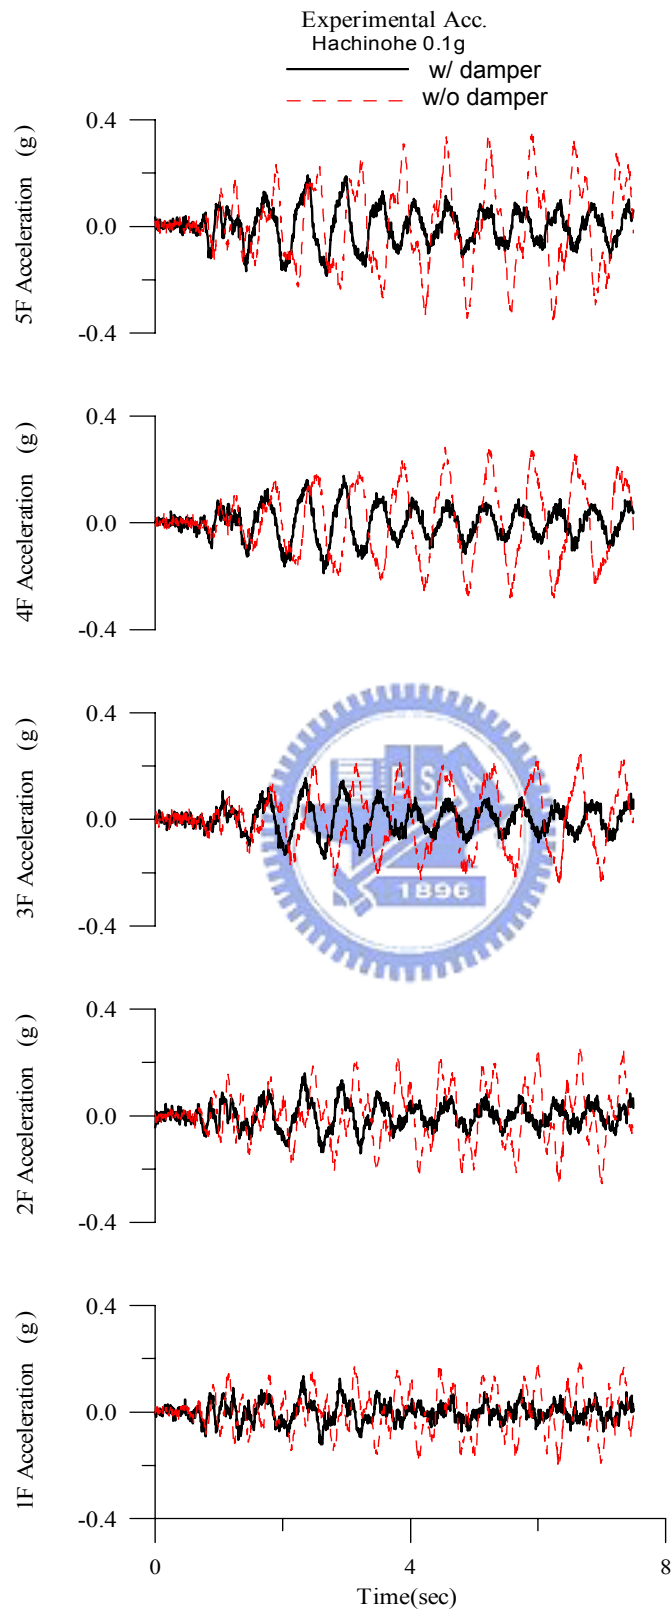 Experimental Acc.
Hachinohe 0.1g
w/ damper
w/o damper
0.4
0.0
-0.4
5F Acceleration (g)
0.4
0.0
-0.4
4F Acceleration (g)
0.4
0.0
-0.4
3F Acceleration (g)
E S A
1896
0.4
0.0
-0.4
2F Acceleration (g)
0.4
0.0
-0.4
1F Acceleration (g)
0
4
8
Time(sec)